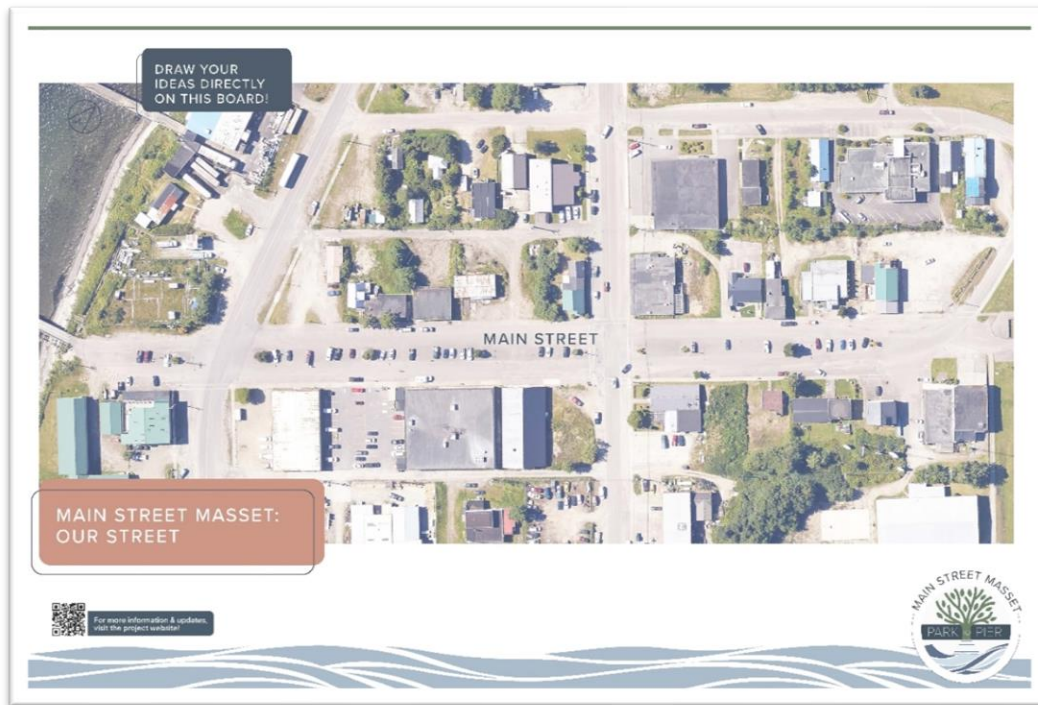 DRAW YOUR
IDEAS DIRECTLY
ON THIS BOARD!
MAIN STREET
MAIN STREET MASSET:
OUR STREET
For more information & updates,
visit the project website!
MAIN STREET MASSET
PARK PIER